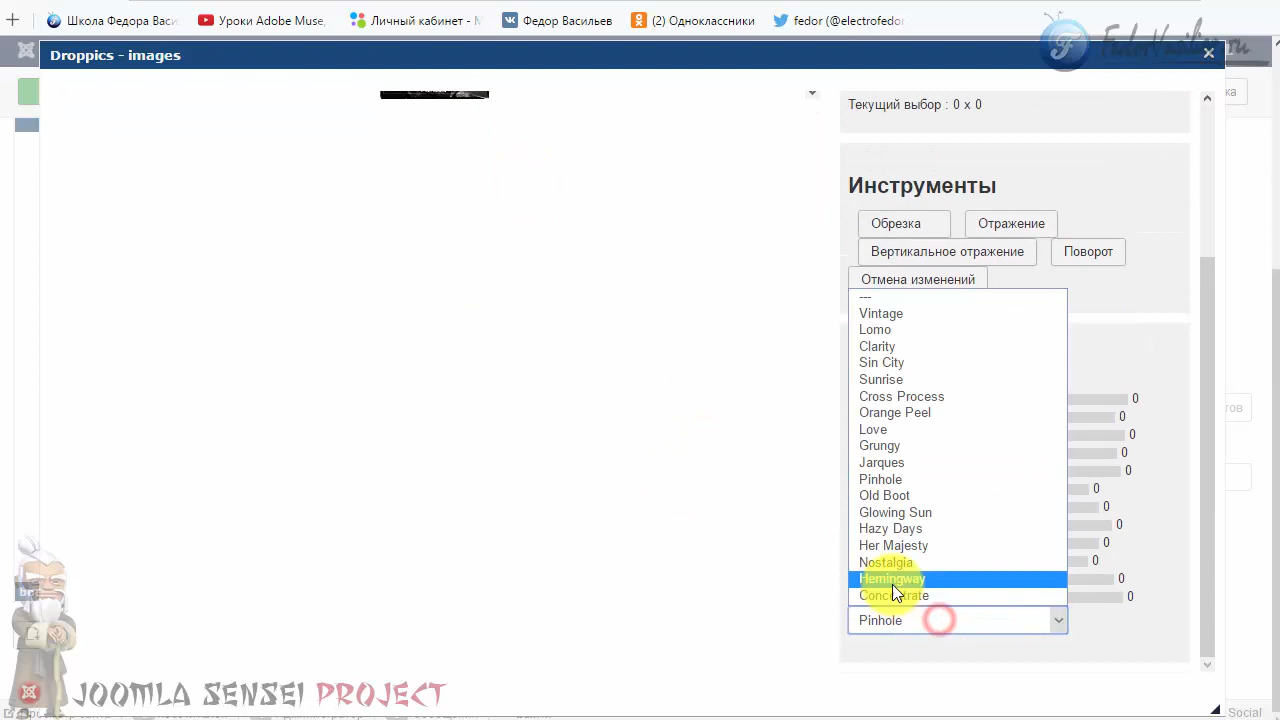 Школа Федора Васи
Уроки Adobe Muse,
Личный кабинет - М
Федор Васильев
(2) Одноклассники
fedor (@electrofedor
Droppics - images
Текущий выбор : 0 x 0
Инструменты
Обрезка
Отражение
Вертикальное отражение
Поворот
Отмена изменений
---
Vintage
Lomo
Clarity
Sin City
Sunrise
Cross Process
Orange Peel
Love
Grungy
Jarques
Pinhole
Old Boot
Glowing Sun
Hazy Days
Her Majesty
Nostalgia
Hemingway
Concentrate
Pinhole
0
0
0
0
0
0
0
0
0
0
0
0
JOOMLA SENSEI PROJECT
Social